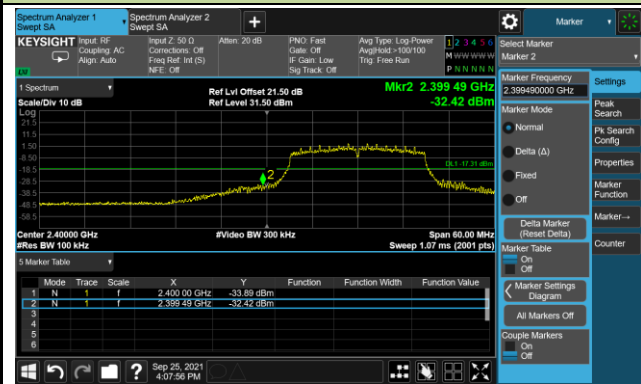 Spectrum Analyzer 1
Swept SA
Spectrum Analyzer 2
Swept SA
+
Marker
KEYSIGHT
Input: RF
Coupling: AC
Align: Auto
Input Z: 50 Ω
Corrections: Off
Freq Ref: Int (S)
NFE: Off
Atten: 20 dB
PNO: Fast
Gate: Off
IF Gain: Low
Sig Track: Off
Avg Type: Log-Power
Avg|Hold:>100/100
Trig: Free Run
1 2 3 4 5 6
M W W W W W
P N N N N N
LXI
Select Marker
Marker 2
1 Spectrum
Scale/Div 10 dB
Ref Lvl Offset 21.50 dB
Ref Level 31.50 dBm
Mkr2 2.399 49 GHz
-32.42 dBm
Log
21.5
11.5
1.50
-8.50
-18.5
-28.5
-38.5
-48.5
-58.5
DL1 -17.31 dBm
2
Center 2.40000 GHz
#Res BW 100 kHz
#Video BW 300 kHz
Span 60.00 MHz
Sweep 1.07 ms (2001 pts)
5 Marker Table
Mode Trace Scale X Y Function Function Width Function Value
1 N 1 f 2.400 00 GHz -33.89 dBm
2 N 1 f 2.399 49 GHz -32.42 dBm
3
4
5
6
Marker Frequency
2.399490000 GHz
Marker Mode
Normal
Delta (Δ)
Fixed
Off
Delta Marker
(Reset Delta)
Marker Table
On
Off
Marker Settings
Diagram
All Markers Off
Couple Markers
On
Off
Settings
Peak
Search
Pk Search
Config
Properties
Marker
Function
Marker→
Counter
?
Sep 25, 2021
4:07:56 PM